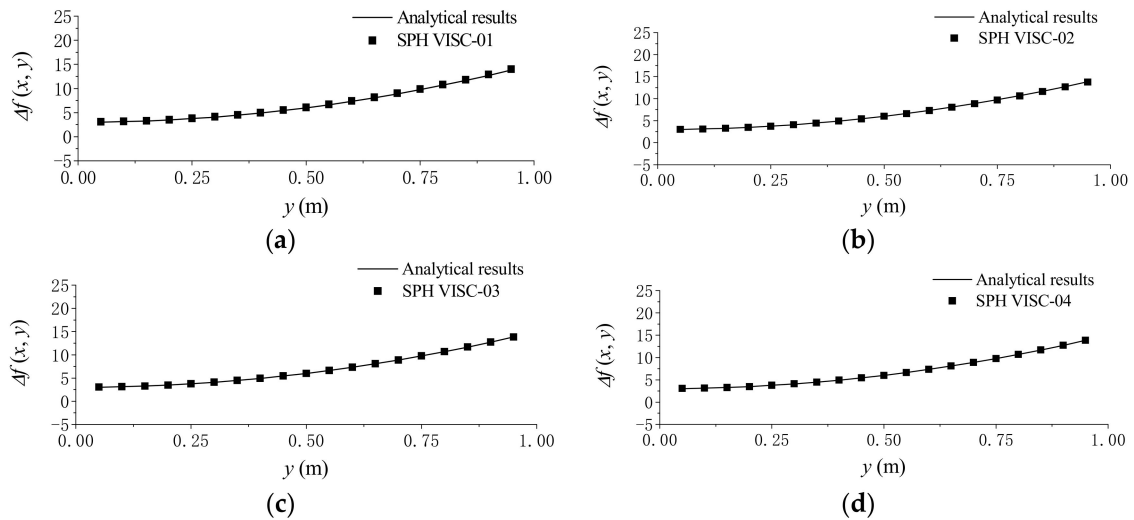 Analytical results
SPH VISC-01
25
20
15
10
5
0
-5
Δf (x, y)
0.00 0.25 0.50 0.75 1.00
y (m)
(a)
Analytical results
SPH VISC-02
25
20
15
10
5
0
-5
Δf (x, y)
0.00 0.25 0.50 0.75 1.00
y (m)
(b)
Analytical results
SPH VISC-03
25
20
15
10
5
0
-5
Δf (x, y)
0.00 0.25 0.50 0.75 1.00
y (m)
(c)
Analytical results
SPH VISC-04
25
20
15
10
5
0
-5
Δf (x, y)
0.00 0.25 0.50 0.75 1.00
y (m)
(d)